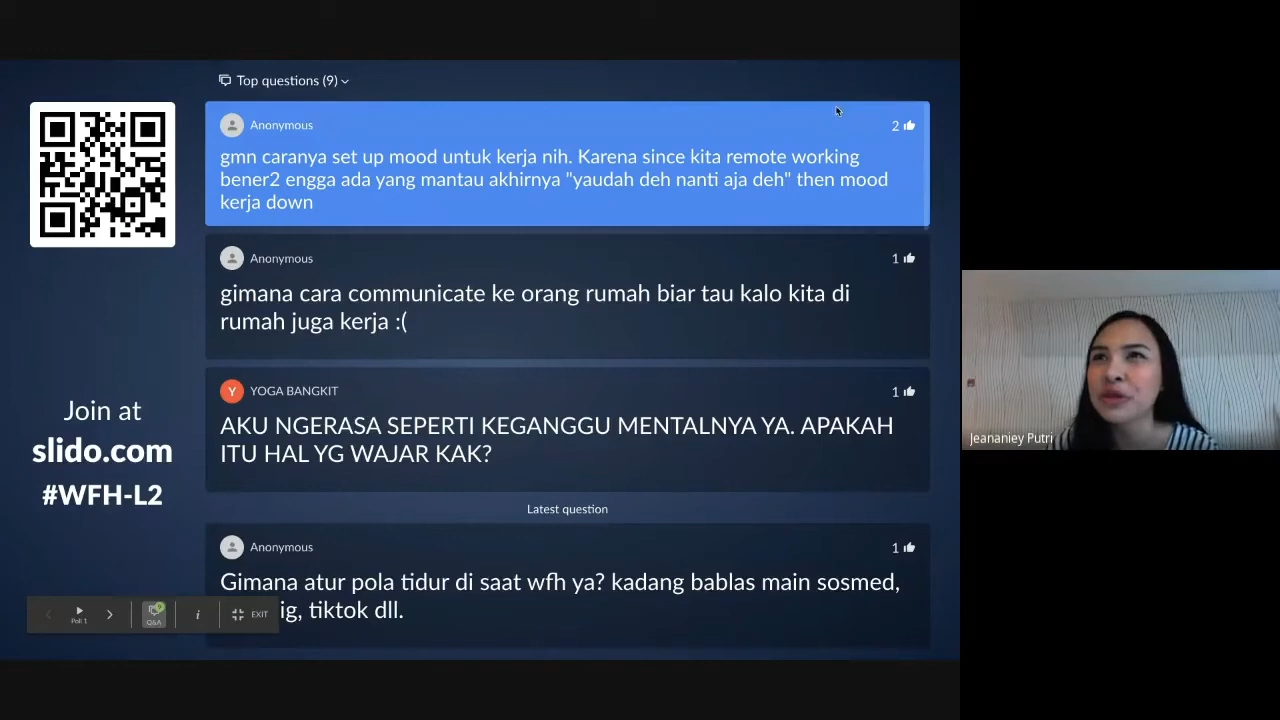 Top questions (9)
Anonymous
2
gmn caranya set up mood untuk kerja nih. Karena since kita remote working
bener2 engga ada yang mantau akhirnya "yaudah deh nanti aja deh" then mood
kerja down
Anonymous
1
gimana cara communicate ke orang rumah biar tau kalo kita di
rumah juga kerja :(
Y
YOGA BANGKIT
1
AKU NGERASA SEPERTI KEGANGGU MENTALNYA YA. APAKAH
ITU HAL YG WAJAR KAK?
Latest question
Anonymous
1
Gimana atur pola tidur di saat wfh ya? kadang bablas main sosmed,
ig, tiktok dll.
Join at
slido.com
#WFH-L2
Poll 1
Q&A
i
EXIT
Jeananiey Putri